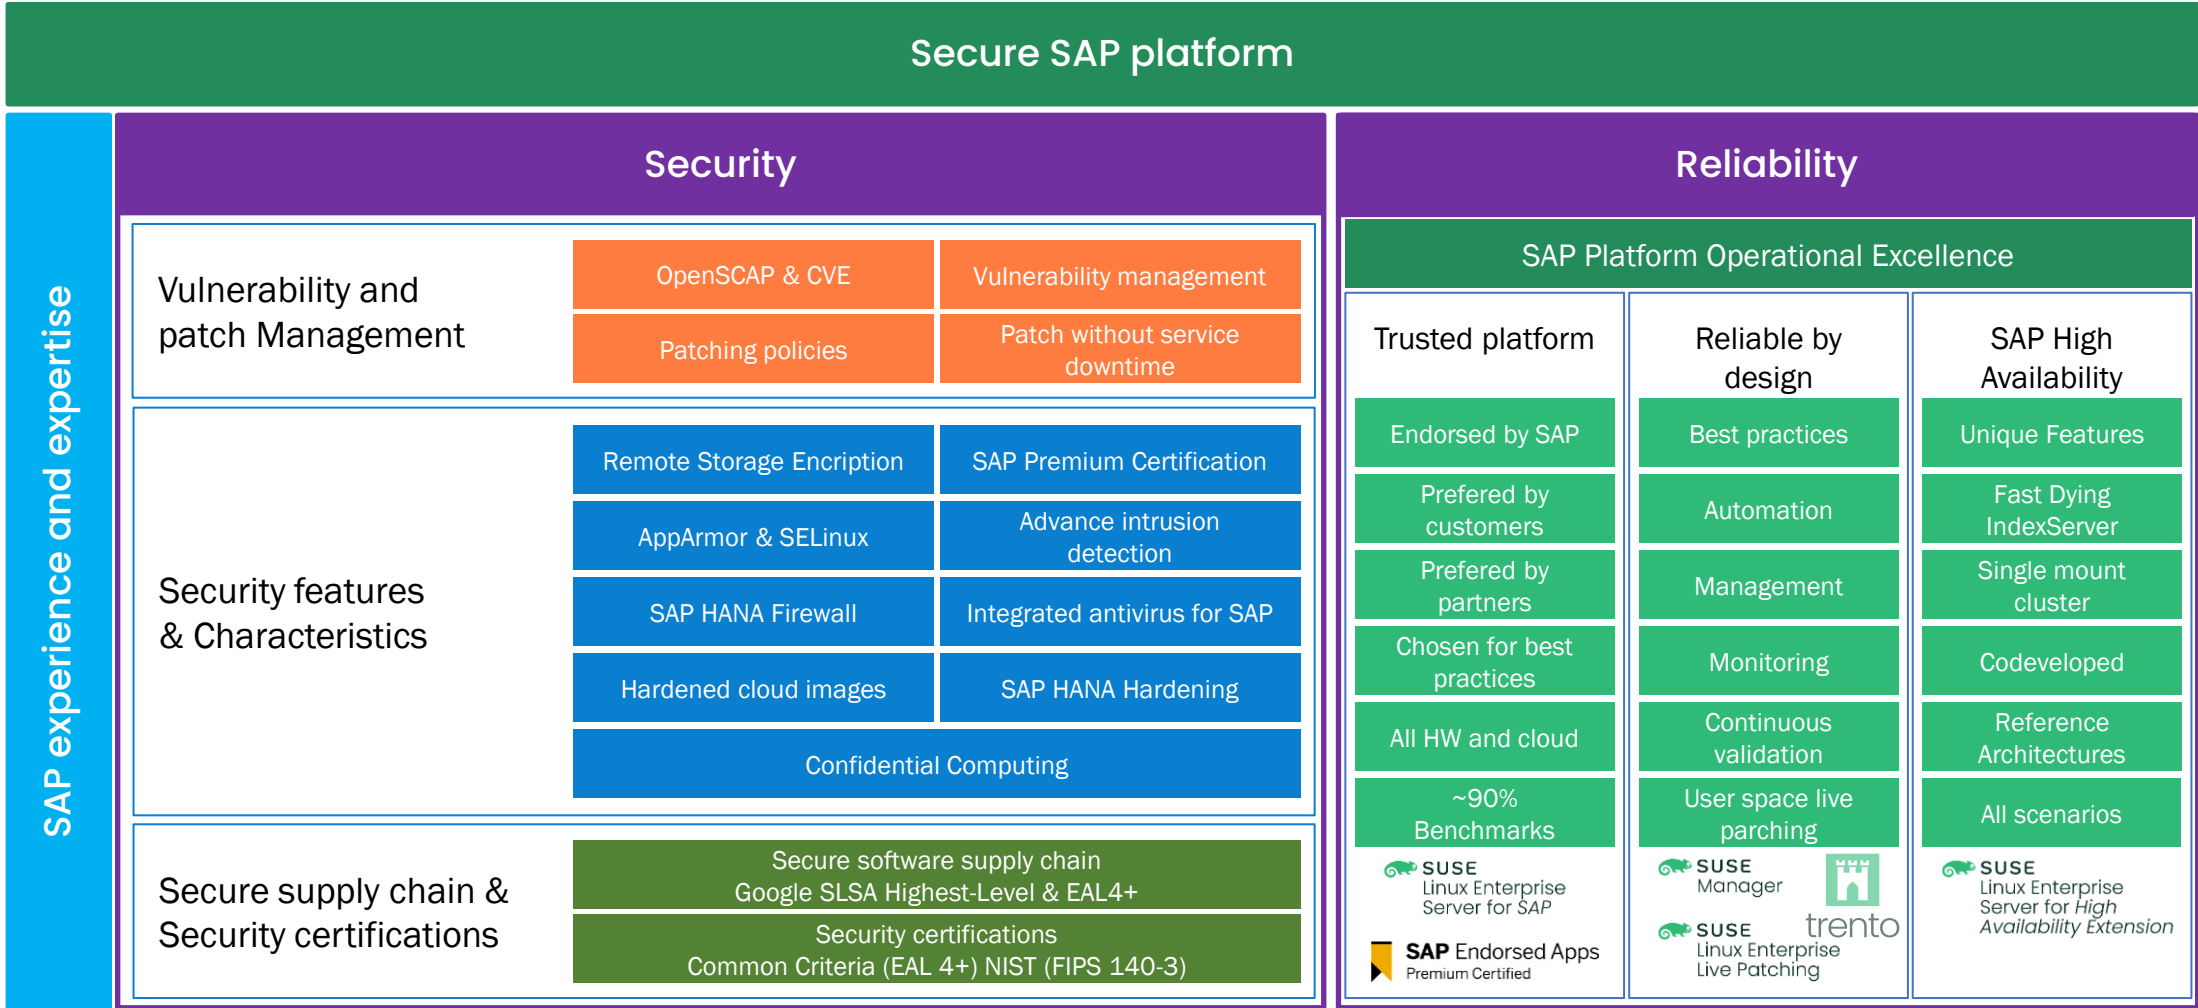 Secure SAP platform
SAP experience and expertise
Security
Vulnerability and
patch Management
OpenSCAP & CVE
Vulnerability management
Patching policies
Patch without service
downtime
Security features
& Characteristics
Remote Storage Encription
SAP Premium Certification
AppArmor & SELinux
Advance intrusion
detection
SAP HANA Firewall
Integrated antivirus for SAP
Hardened cloud images
SAP HANA Hardening
Confidential Computing
Secure supply chain &
Security certifications
Secure software supply chain
Google SLSA Highest-Level & EAL4+
Security certifications
Common Criteria (EAL 4+) NIST (FIPS 140-3)
Reliability
SAP Platform Operational Excellence
Trusted platform
Endorsed by SAP
Prefered by
customers
Prefered by
partners
Chosen for best
practices
All HW and cloud
~90%
Benchmarks
SUSE
Linux Enterprise
Server for SAP
SAP Endorsed Apps
Premium Certified
Reliable by
design
Best practices
Automation
Management
Monitoring
Continuous
validation
User space live
parching
SUSE
Manager
trento
SUSE
Linux Enterprise
Live Patching
SAP High
Availability
Unique Features
Fast Dying
IndexServer
Single mount
cluster
Codeveloped
Reference
Architectures
All scenarios
SUSE
Linux Enterprise
Server for High
Availability Extension